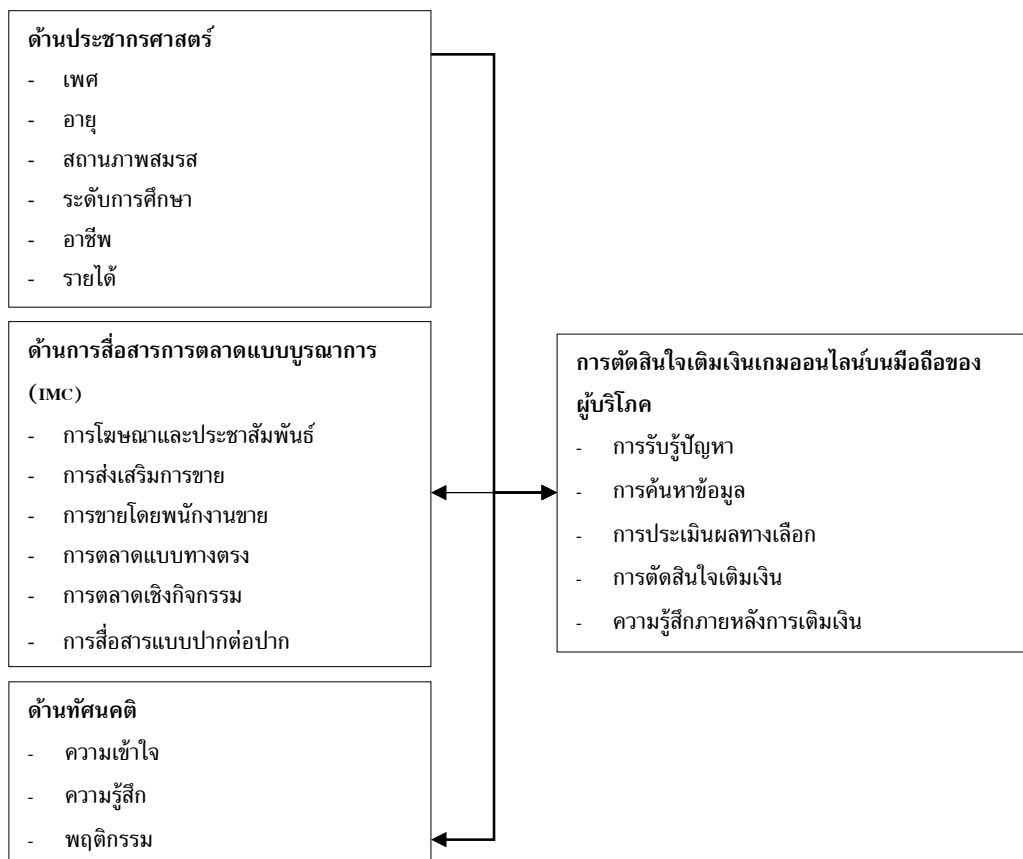 ด้านประชากรศาสตร์
- เพศ
- อายุ
- สถานภาพสมรส
- ระดับการศึกษา
- อาชีพ
- รายได้
ด้านการสื่อสารการตลาดแบบบูรณาการ
(IMC)
- การโฆษณาและประชาสัมพันธ์
- การส่งเสริมการขาย
- การขายโดยพนักงานขาย
- การตลาดแบบทางตรง
- การตลาดเชิงกิจกรรม
- การสื่อสารแบบปากต่อปาก
ด้านทัศนคติ
- ความเข้าใจ
- ความรู้สึก
- พฤติกรรม
การตัดสินใจเติมเงินเกมออนไลน์บนมือถือของ
ผู้บริโภค
- การรับรู้ปัญหา
- การค้นหาข้อมูล
- การประเมินผลทางเลือก
- การตัดสินใจเติมเงิน
- ความรู้สึกภายหลังการเติมเงิน